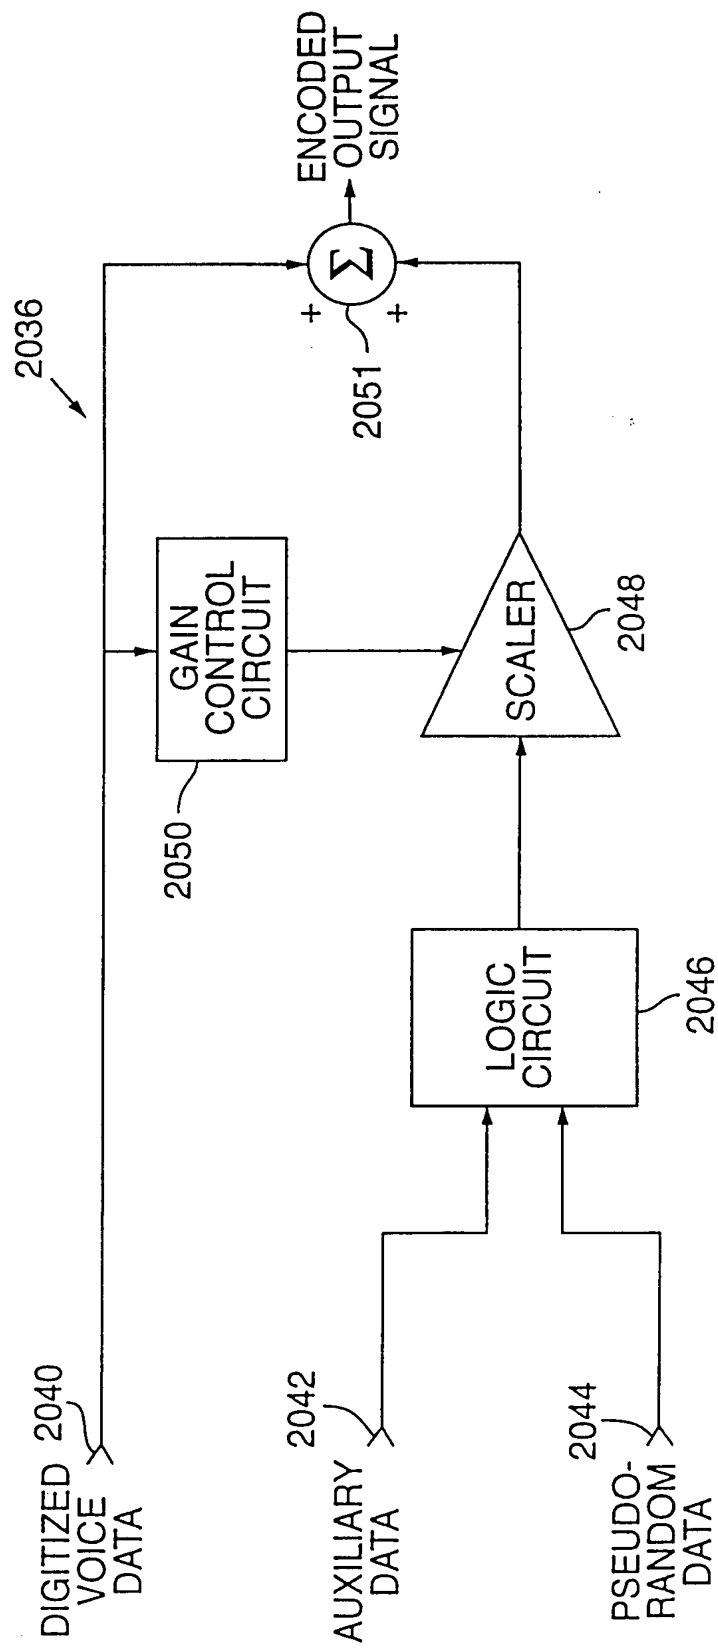 2036
DIGITIZED
VOICE
DATA
2040
GAIN
CONTROL
CIRCUIT
2050
ENCODED
OUTPUT
SIGNAL
Σ
+
+
2051
AUXILIARY
DATA
2042
LOGIC
CIRCUIT
2046
SCALER
2048
PSEUDO-
RANDOM
DATA
2044